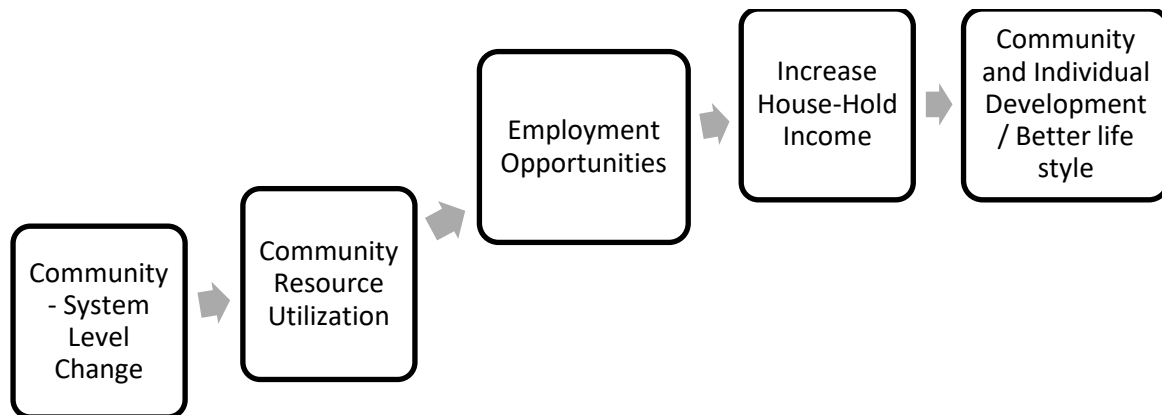 Community
- System
Level
Change
Community
Resource
Utilization
Employment
Opportunities
Increase
House-Hold
Income
Community
and Individual
Development
/ Better life
style